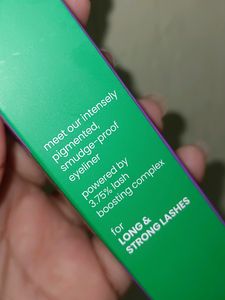 meet our intensely
pigmented,
smudge-proof
eyeliner
powered by
3.75% lash
boosting complex
for
LONG &
STRONG LASHES